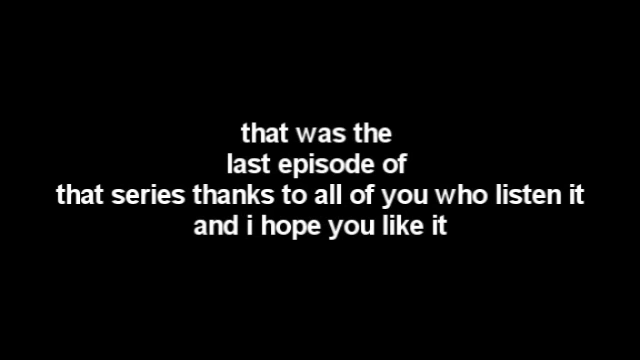 that was the
last episode of
that series thanks to all of you who listen it
and i hope you like it